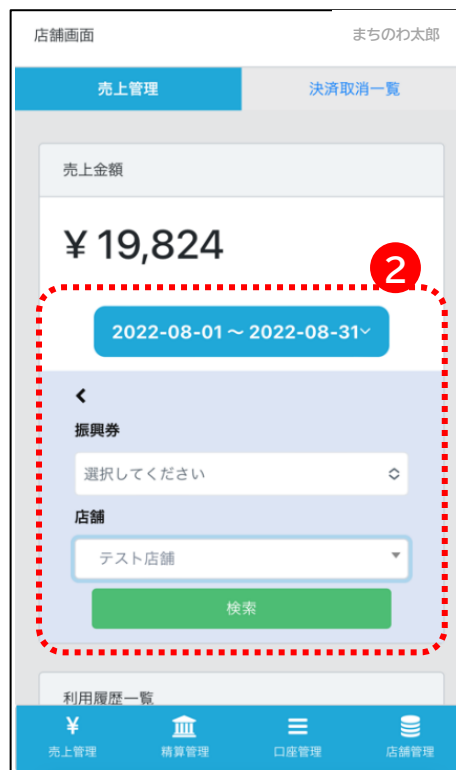 店舗画面
まちのわ太郎
売上管理
決済取消一覧
売上金額
¥ 19,824
2
2022-08-01 ~ 2022-08-31
振興券
選択してください
店舗
テスト店舗
検索
利用履歴一覧
¥
売上管理
精算管理
口座管理
店舗管理